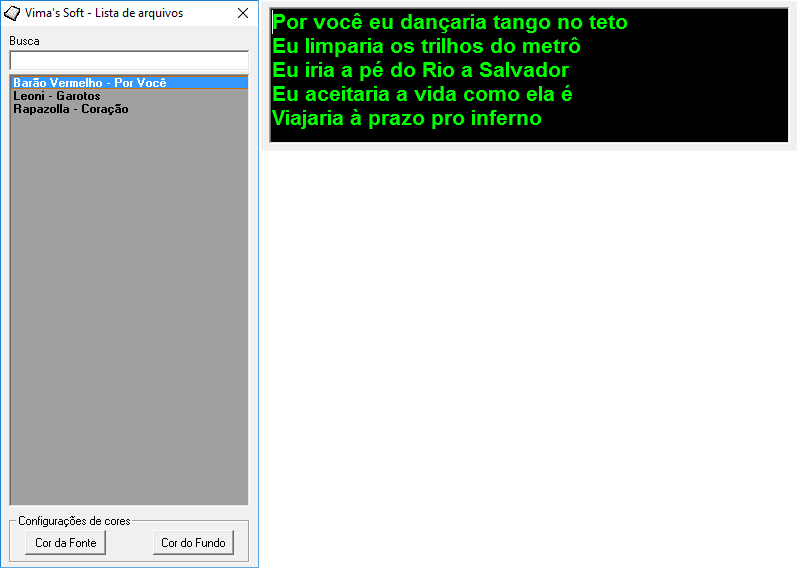 Vima's Soft - Lista de arquivos
Busca
Barão Vermelho - Por Você
Leoni - Garotos
Rapazolla - Coração
Configurações de cores
Cor da Fonte
Cor do Fundo
Por você eu dançaria tango no teto
Eu limparia os trilhos do metrô
Eu iria a pé do Rio a Salvador
Eu aceitaria a vida como ela é
Viajaria à prazo pro inferno